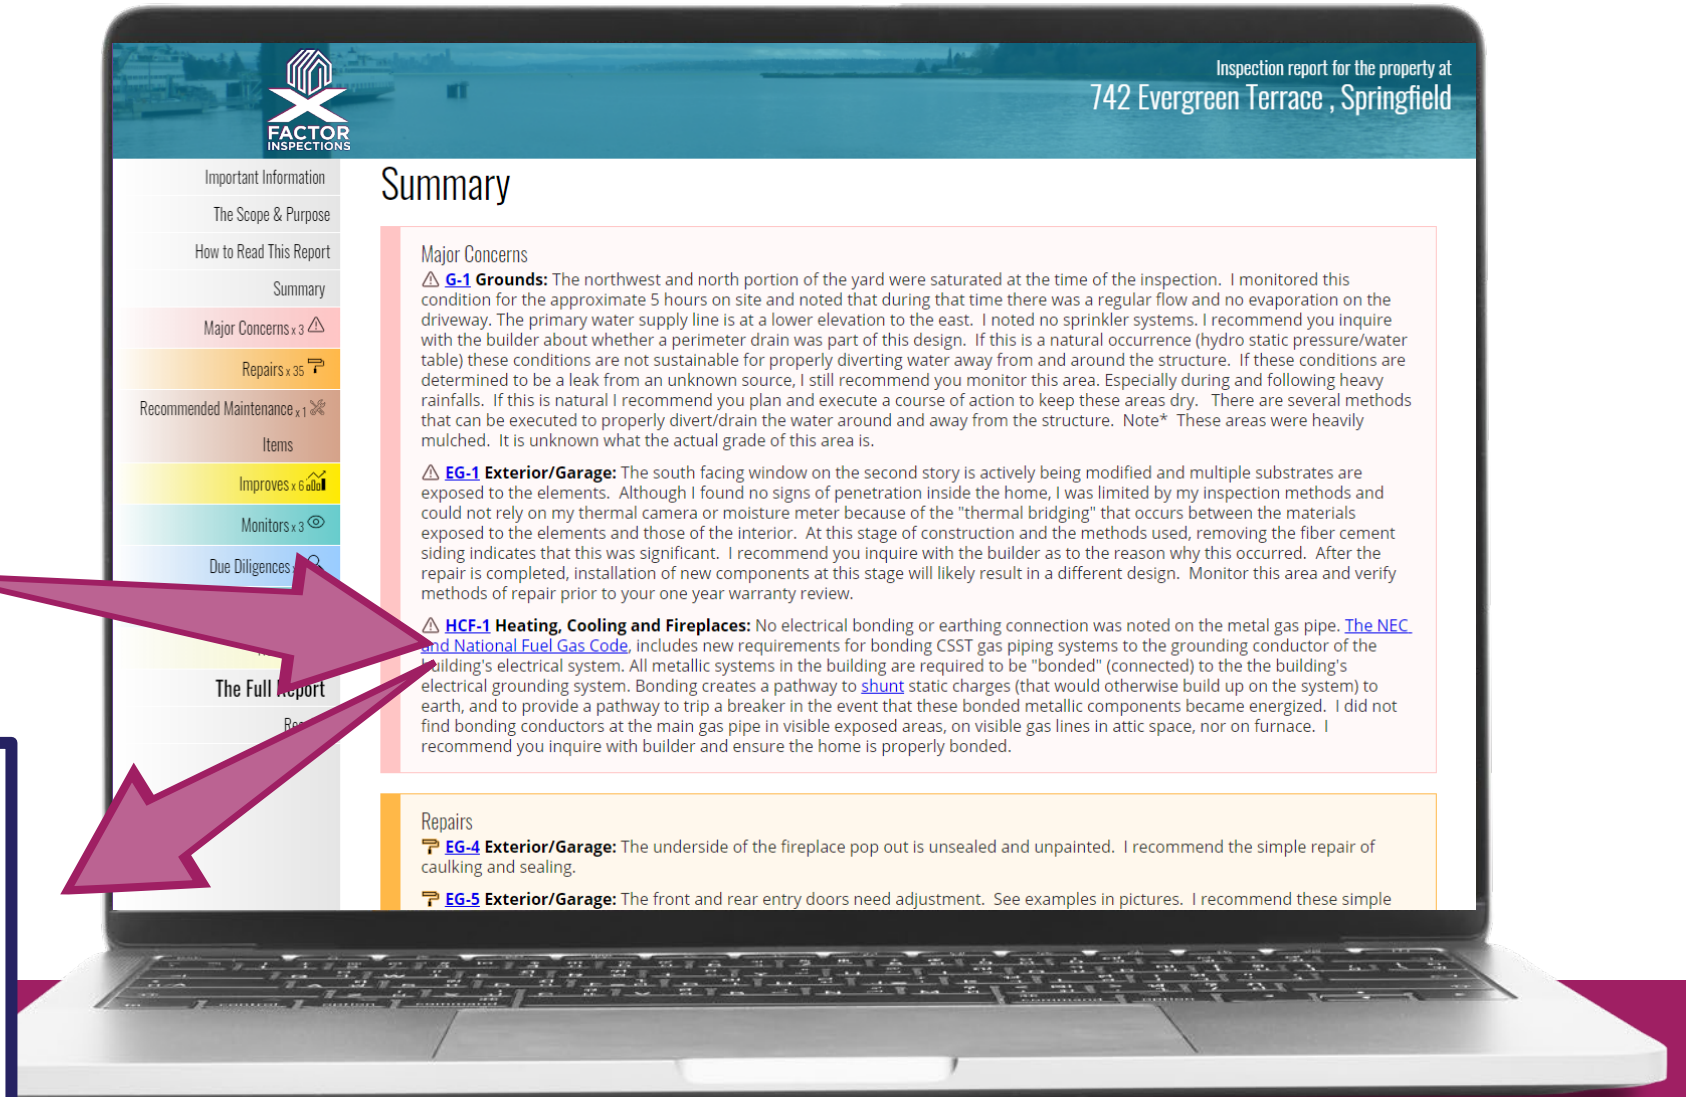 FACTOR
INSPECTIONS
Inspection report for the property at
742 Evergreen Terrace , Springfield
Important Information
The Scope & Purpose
How to Read This Report
Summary
Major Concerns x 3
Repairs x 35
Recommended Maintenance x 1
Items
Improves x 6
Monitors x 3
Due Diligences
The Full Report
Summary
Major Concerns
G-1 Grounds: The northwest and north portion of the yard were saturated at the time of the inspection. I monitored this
condition for the approximate 5 hours on site and noted that during that time there was a regular flow and no evaporation on the
driveway. The primary water supply line is at a lower elevation to the east. I noted no sprinkler systems. I recommend you inquire
with the builder about whether a perimeter drain was part of this design. If this is a natural occurrence (hydro static pressure/water
table) these conditions are not sustainable for properly diverting water away from and around the structure. If these conditions are
determined to be a leak from an unknown source, I still recommend you monitor this area. Especially during and following heavy
rainfalls. If this is natural I recommend you plan and execute a course of action to keep these areas dry. There are several methods
that can be executed to properly divert/drain the water around and away from the structure. Note* These areas were heavily
mulched. It is unknown what the actual grade of this area is.
EG-1 Exterior/Garage: The south facing window on the second story is actively being modified and multiple substrates are
exposed to the elements. Although I found no signs of penetration inside the home, I was limited by my inspection methods and
could not rely on my thermal camera or moisture meter because of the "thermal bridging" that occurs between the materials
exposed to the elements and those of the interior. At this stage of construction and the methods used, removing the fiber cement
siding indicates that this was significant. I recommend you inquire with the builder as to the reason why this occurred. After the
repair is completed, installation of new components at this stage will likely result in a different design. Monitor this area and verify
methods of repair prior to your one year warranty review.
HCF-1 Heating, Cooling and Fireplaces: No electrical bonding or earthing connection was noted on the metal gas pipe. The NEC
and National Fuel Gas Code, includes new requirements for bonding CSST gas piping systems to the grounding conductor of the
building's electrical system. All metallic systems in the building are required to be "bonded" (connected) to the the building's
electrical grounding system. Bonding creates a pathway to shunt static charges (that would otherwise build up on the system) to
earth, and to provide a pathway to trip a breaker in the event that these bonded metallic components became energized. I did not
find bonding conductors at the main gas pipe in visible exposed areas, on visible gas lines in attic space, nor on furnace. I
recommend you inquire with builder and ensure the home is properly bonded.
Repairs
EG-4 Exterior/Garage: The underside of the fireplace pop out is unsealed and unpainted. I recommend the simple repair of
caulking and sealing.
EG-5 Exterior/Garage: The front and rear entry doors need adjustment. See examples in pictures. I recommend these simple
control option command command option